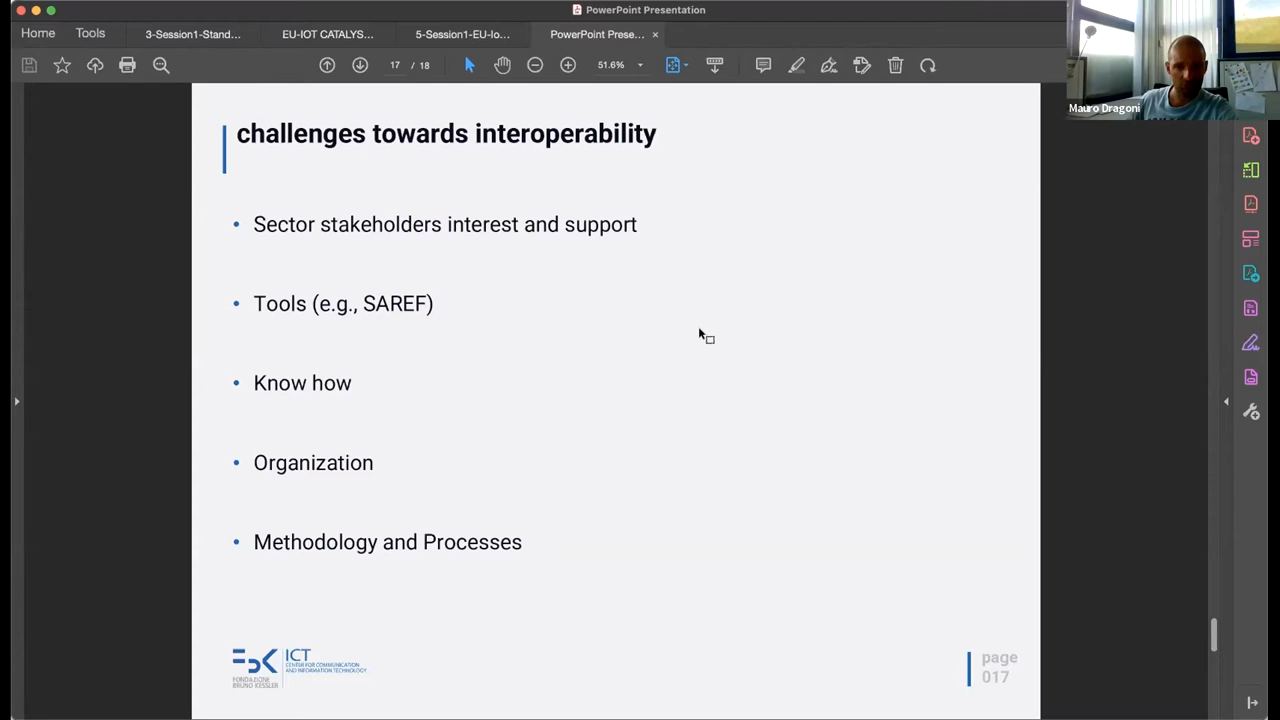 PowerPoint Presentation
Home
Tools
3-Session1-Stand...
EU-IOT CATALYS...
5-Session1-EU-Io...
PowerPoint Prese...
17 / 18
51.6%
Mauro Dragoni
challenges towards interoperability
• Sector stakeholders interest and support
• Tools (e.g., SAREF)
• Know how
• Organization
• Methodology and Processes
FBK
FONDAZIONE
BRUNO KESSLER
ICT
CENTER FOR COMMUNICATION
AND INFORMATION TECHNOLOGY
page
017